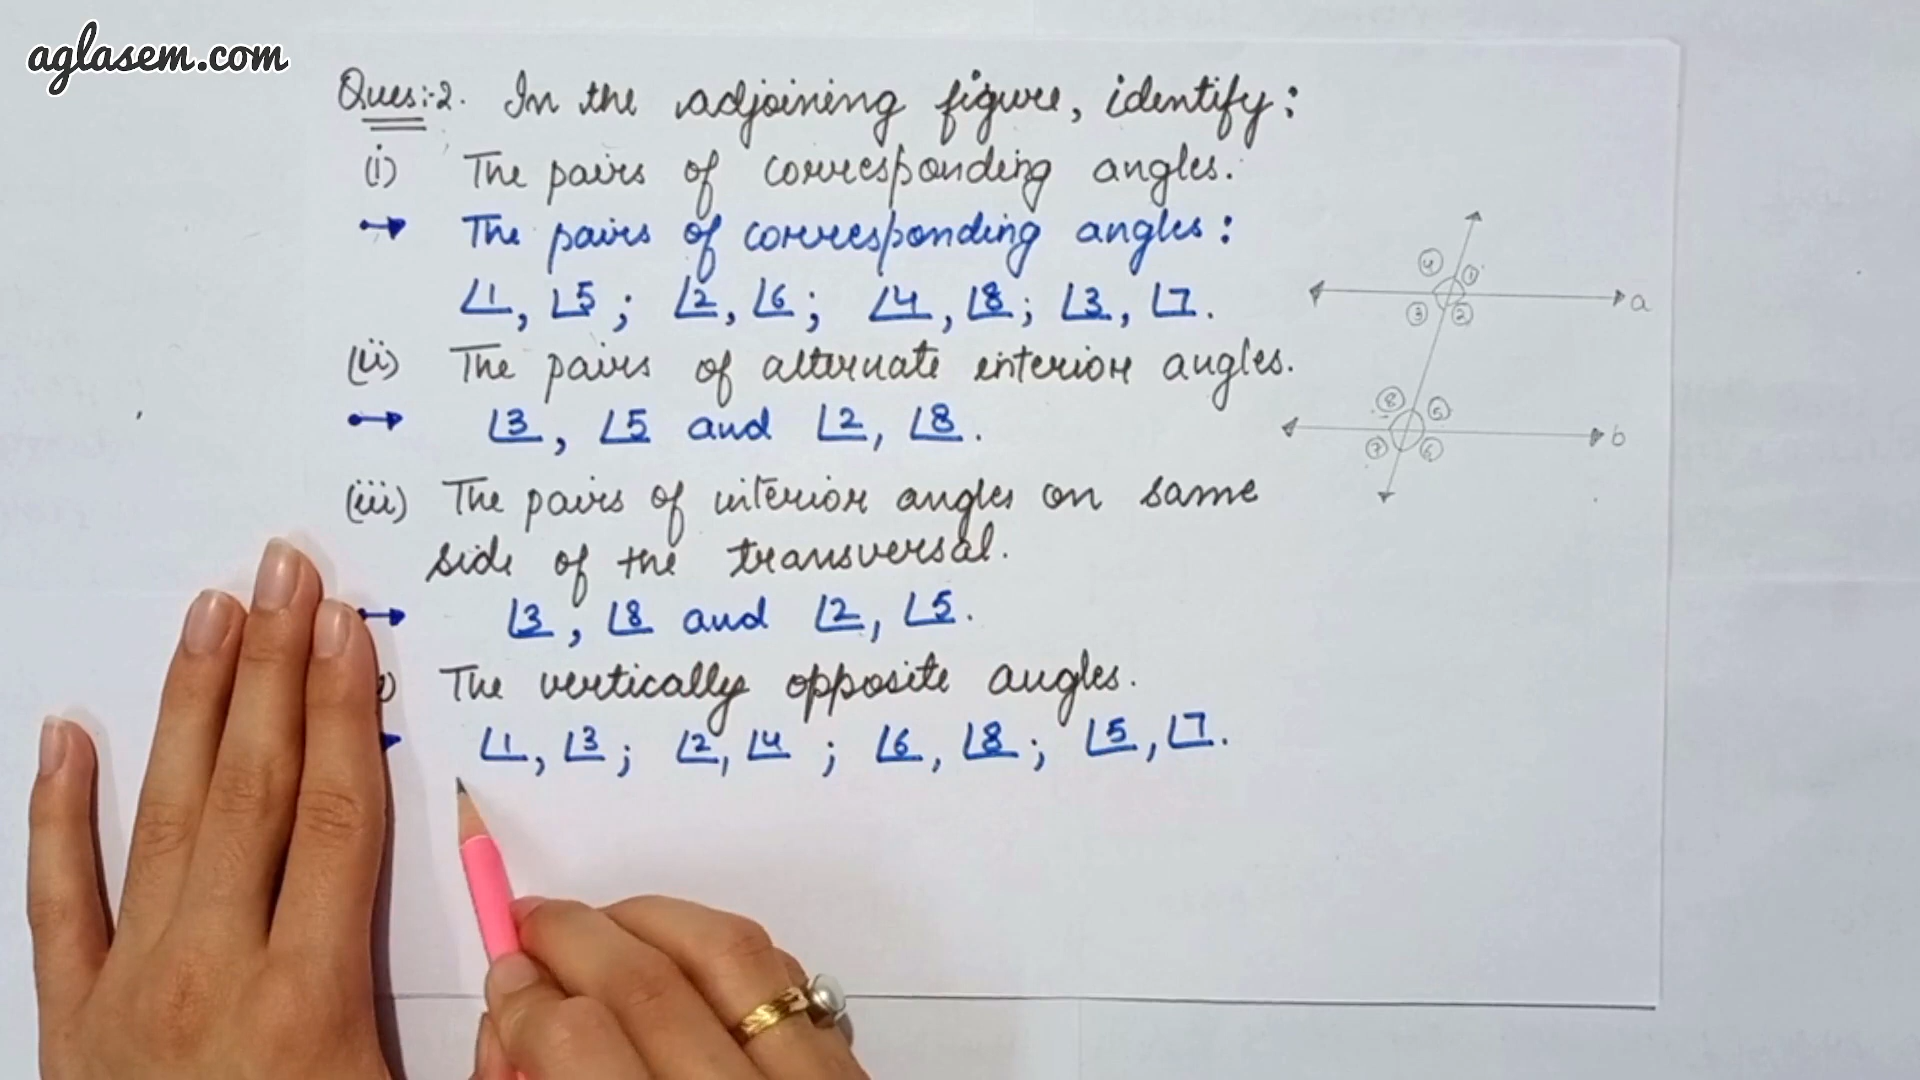 aglasem.com
Ques:-2. In the adjoining figure, identify:
(i) The pairs of corresponding angles.
The pairs of corresponding angles:
∠1, ∠5; ∠2, ∠6; ∠4, ∠8; ∠3, ∠7.
(ii) The pairs of alternate interior angles.
∠3, ∠5 and ∠2, ∠8.
(iii) The pairs of interior angles on same
side of the transversal.
∠3, ∠8 and ∠2, ∠5.
The vertically opposite angles.
∠1, ∠3; ∠2, ∠4; ∠6, ∠8; ∠5, ∠7.
4 1
a
3 2
8 5
b
7 6